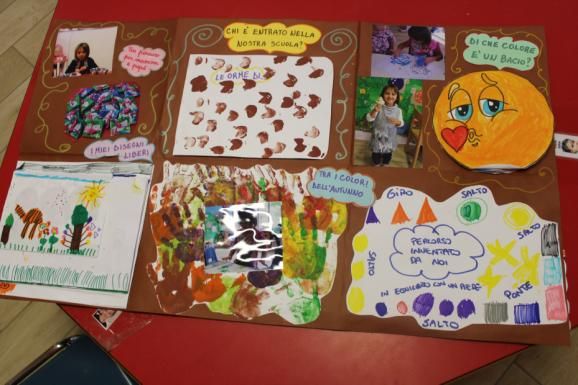 CHI È ENTRATO NELLA
NOSTRA SCUOLA?
DI CHE COLORE
E' UN BACIO?
LE ORME DI...
I MIEI DISEGNI
LIBERI
TRA I COLORI
DELL'AUTUNNO
GIRO
SALTO
SALTO
PERCORSO
INVENTATO
DA NOI
SALTO
IN EQUILIBRIO CON UN PIEDE
PONTE
SALTO